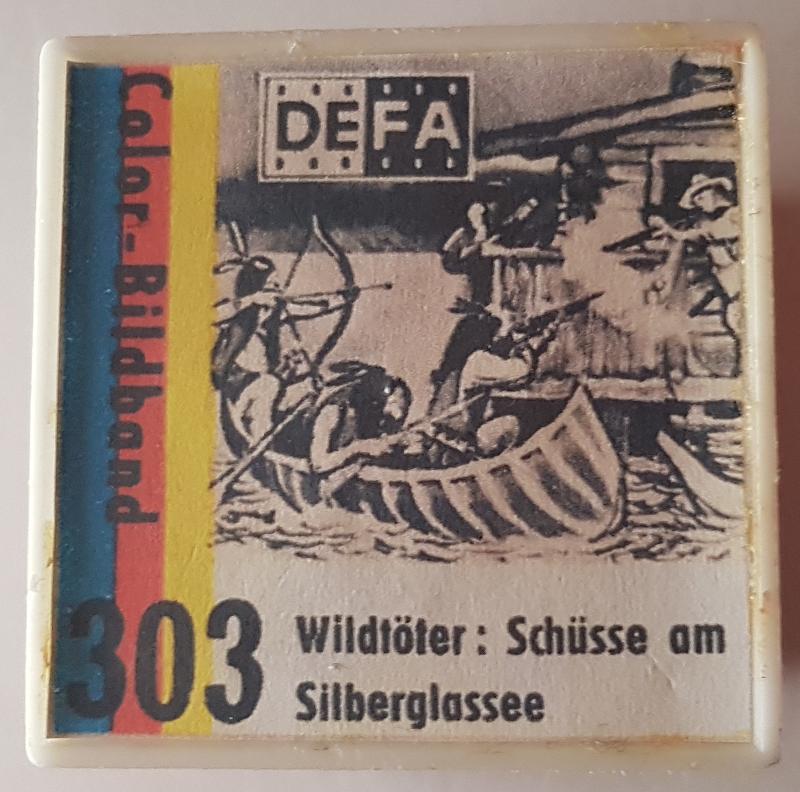 DEFA
Color-Bildband
303
Wildtöter: Schüsse am
Silberglassee